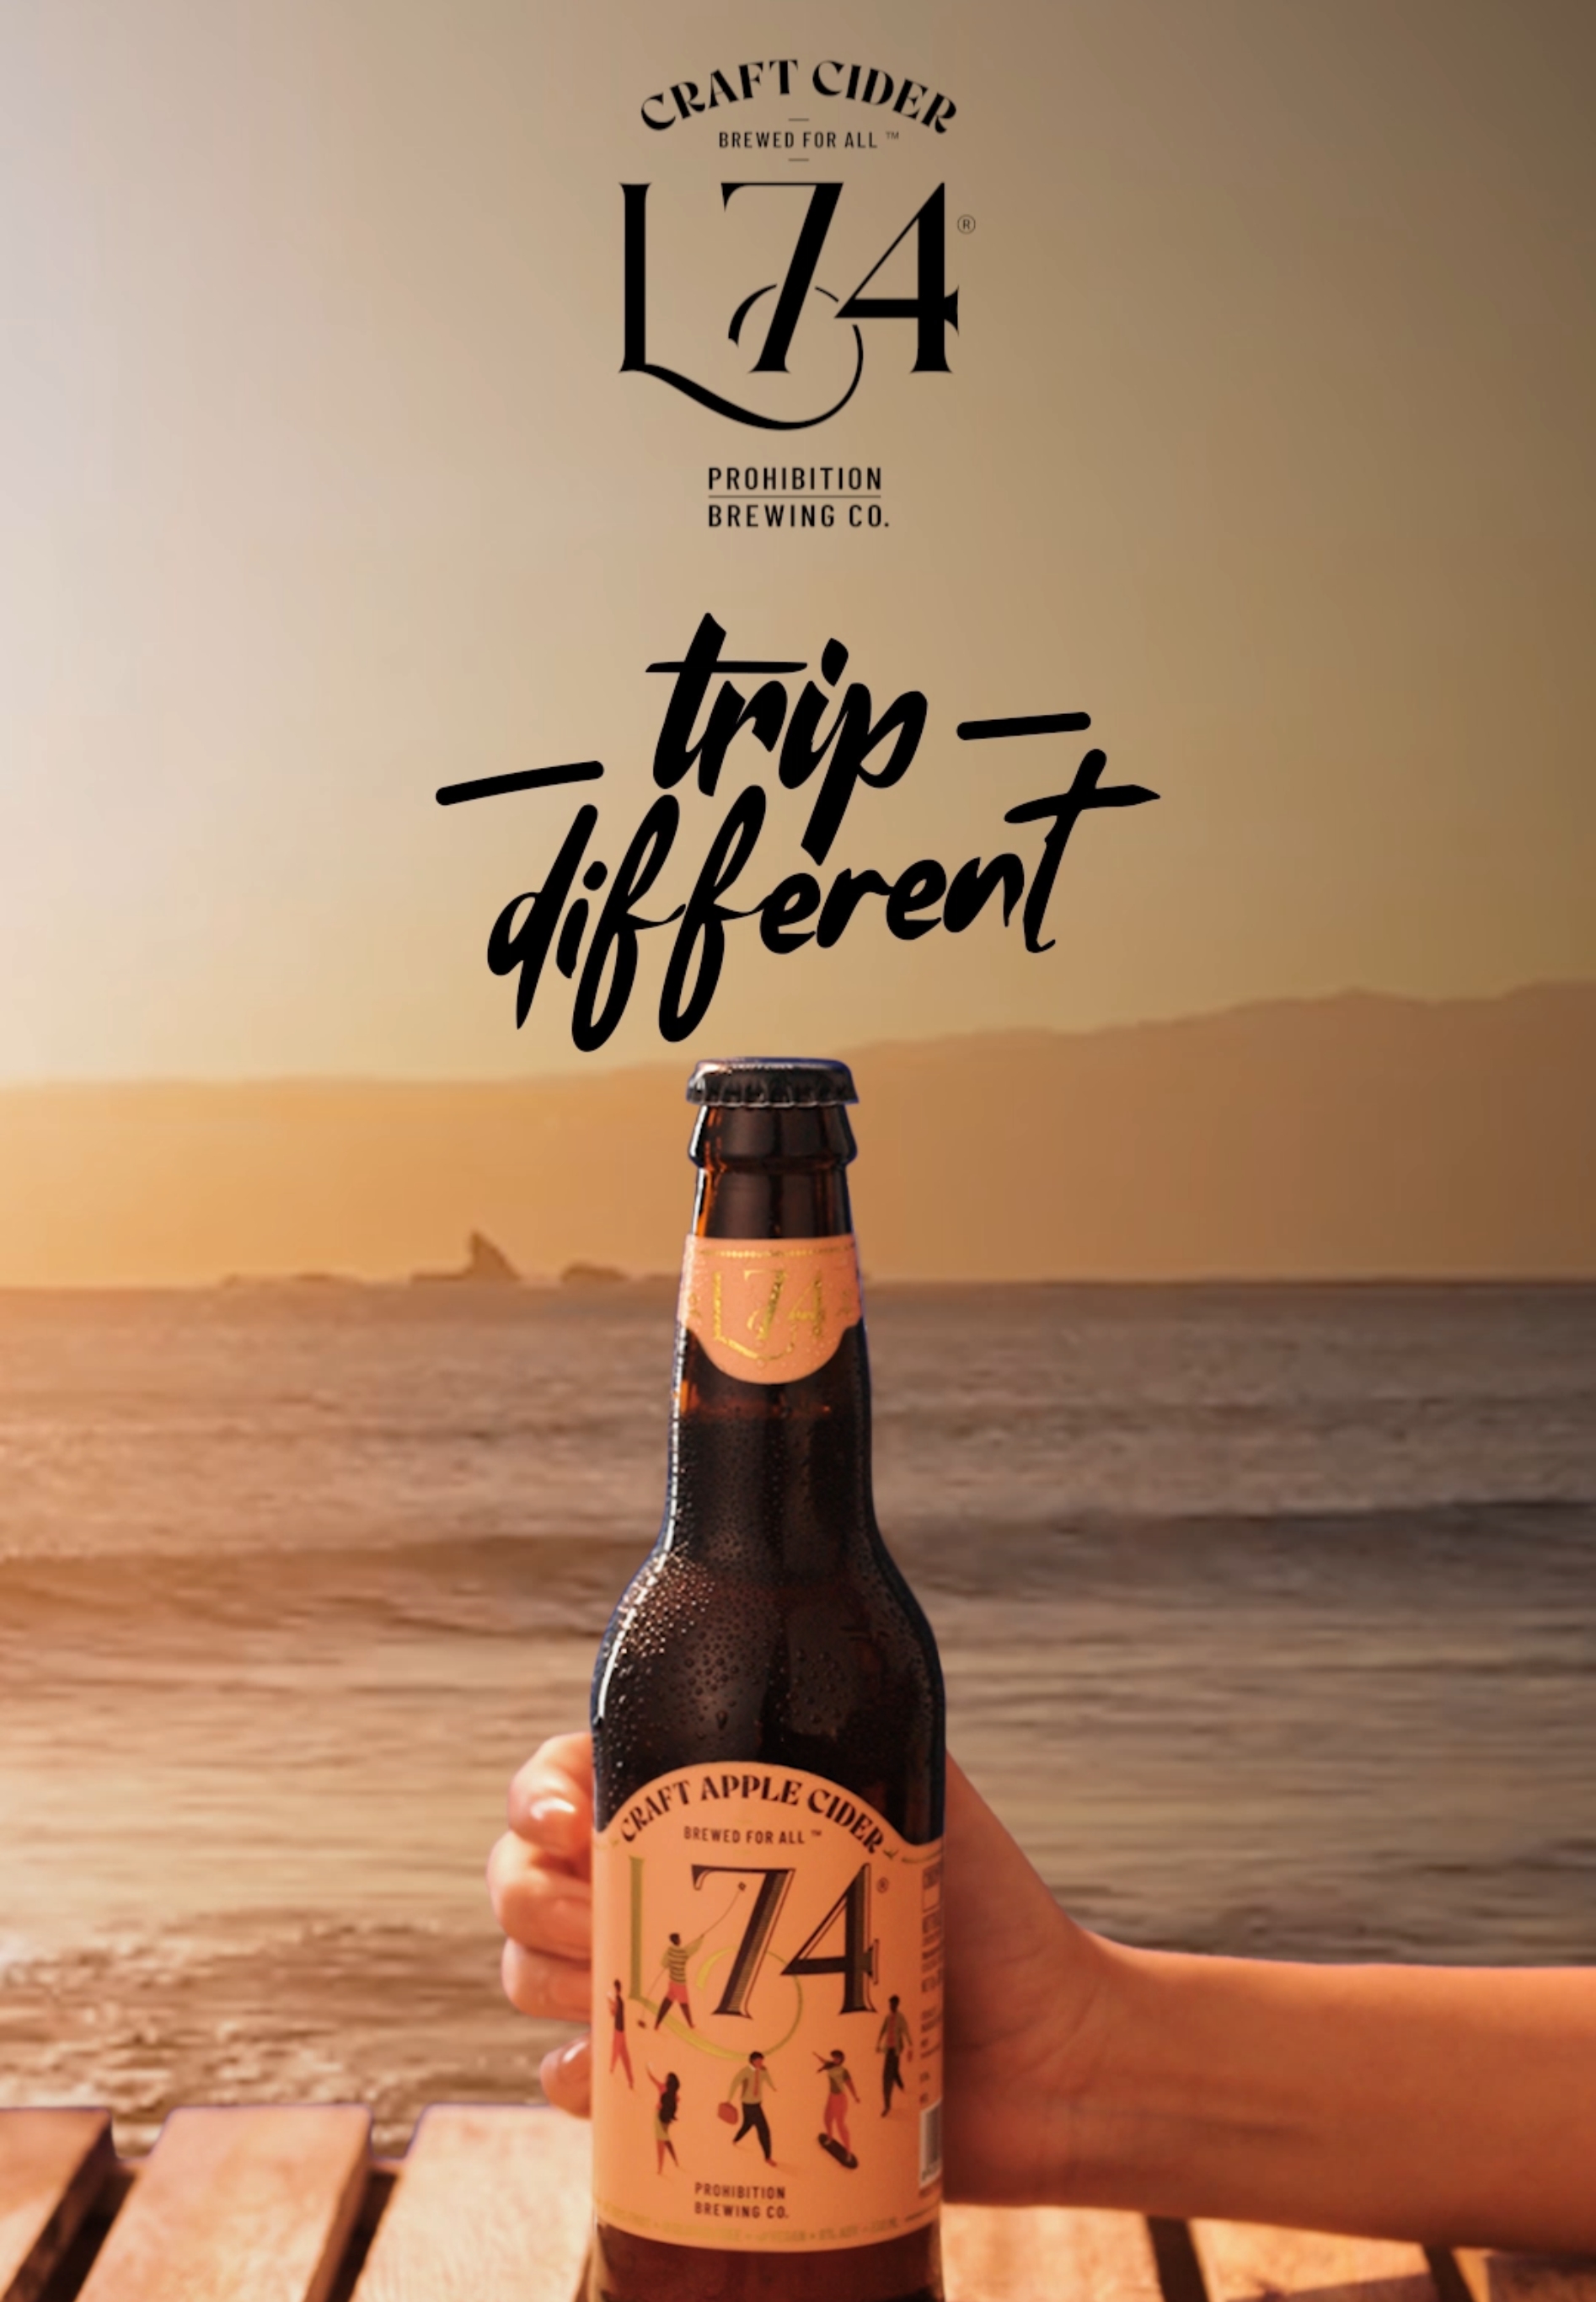 CRAFT CIDER
BREWED FOR ALL ™
L74 ®
PROHIBITION
BREWING CO.
trip
different
L74
CRAFT APPLE CIDER
BREWED FOR ALL ™
L74 ®
PROHIBITION
BREWING CO.